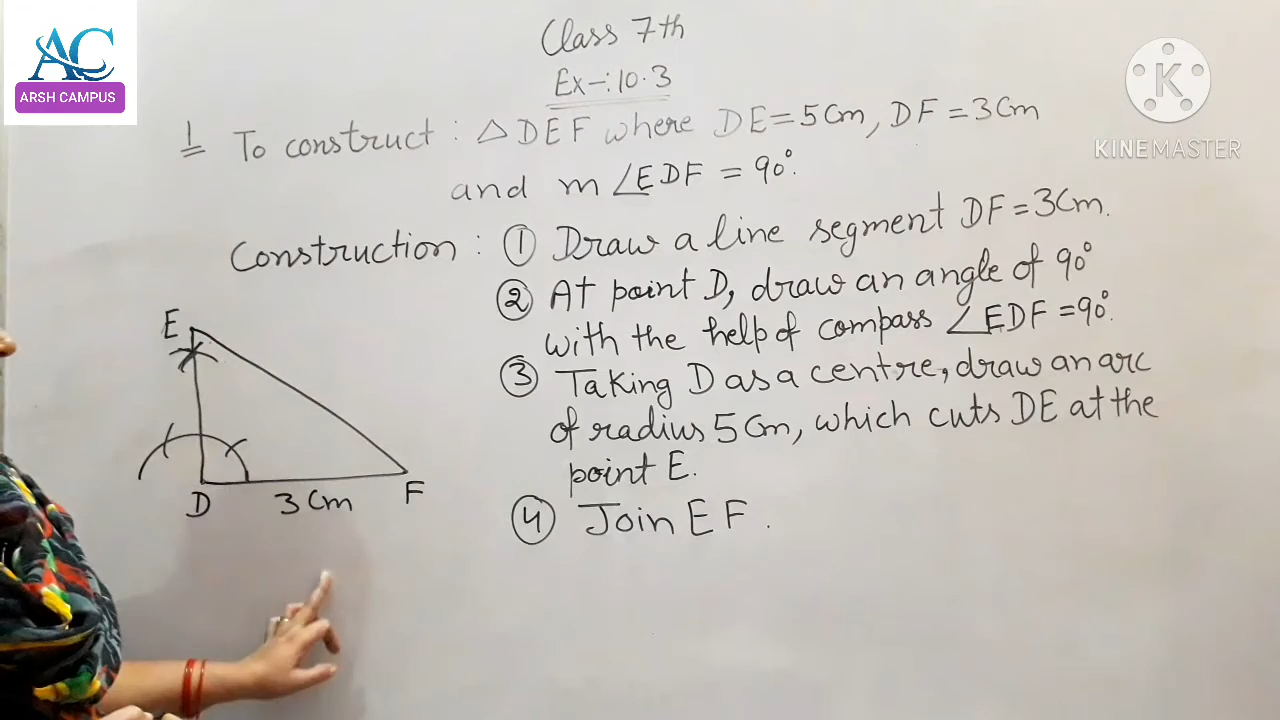 AC
ARSH CAMPUS
Class 7th
Ex-:10.3
K
KINEMASTER
1 To construct : △DEF where DE=5Cm, DF=3Cm
and m∠EDF = 90°.
Construction : ① Draw a line segment DF=3Cm.
② At point D, draw an angle of 90°
with the help of compass ∠EDF=90°.
③ Taking D as a centre, draw an arc
of radius 5Cm, which cuts DE at the
point E.
④ Join EF.
E
D 3Cm F